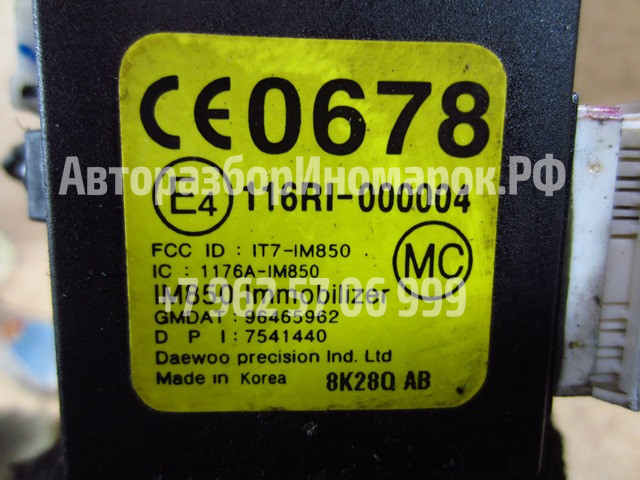 CE0678
АвторазборИномарок.РФ
E4 116RI-000004
FCC ID : IT7-IM850
IC : 1176A-IM850
MC
IM850 immobilizer
GMDAT : 96465962
D P I : 7541440
Daewoo precision Ind. Ltd
Made in Korea 8K28Q AB